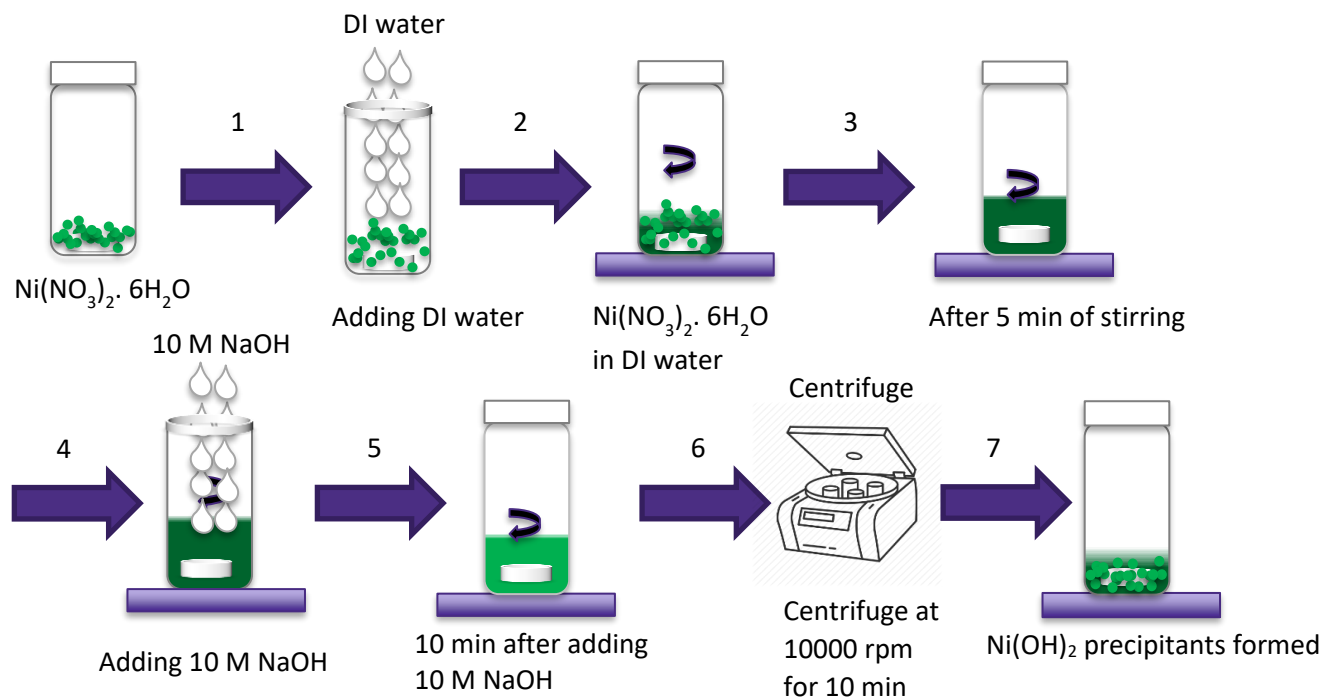 DI water
1
2
3
Ni(NO₃)₂. 6H₂O
Adding DI water
Ni(NO₃)₂. 6H₂O
in DI water
After 5 min of stirring
10 M NaOH
4
5
Centrifuge
6
7
Adding 10 M NaOH
10 min after adding
10 M NaOH
Centrifuge at
10000 rpm
for 10 min
Ni(OH)₂ precipitants formed